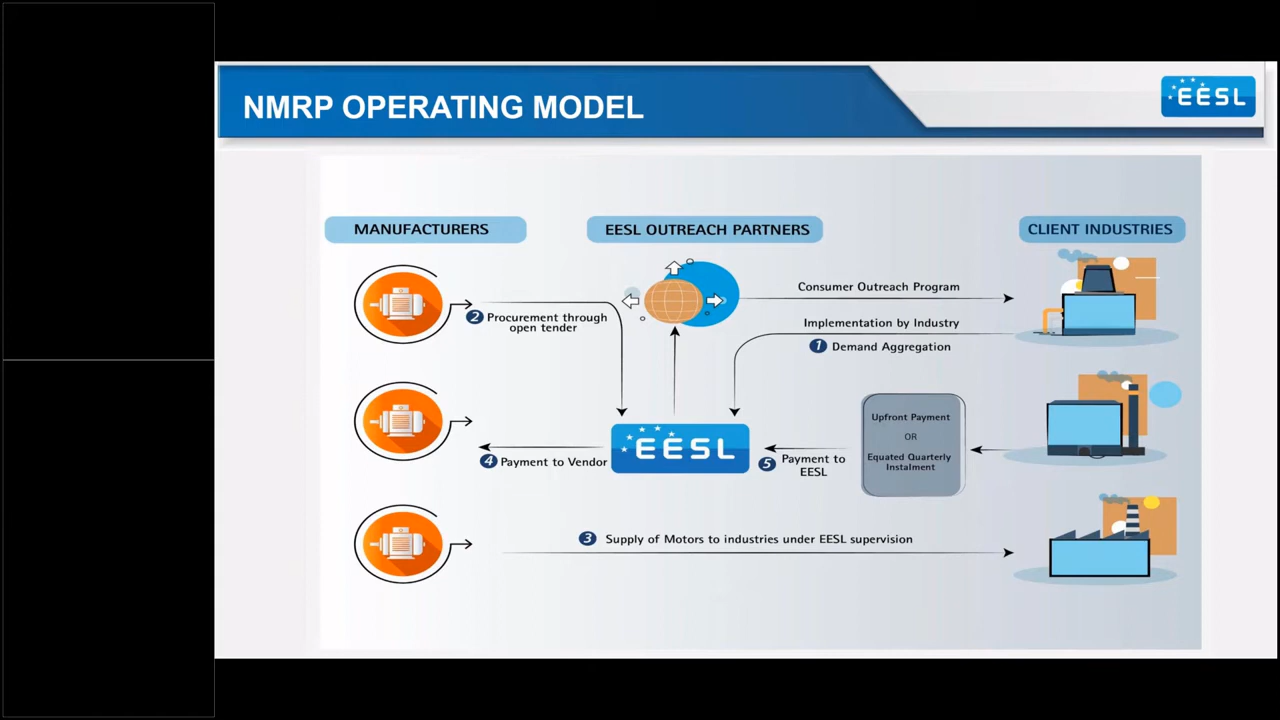 NMRP OPERATING MODEL
EESL
MANUFACTURERS
EESL OUTREACH PARTNERS
CLIENT INDUSTRIES
Consumer Outreach Program
2 Procurement through
open tender
Implementation by Industry
1 Demand Aggregation
Upfront Payment
OR
Equated Quarterly
Instalment
EESL
4 Payment to Vendor
5 Payment to
EESL
3 Supply of Motors to industries under EESL supervision